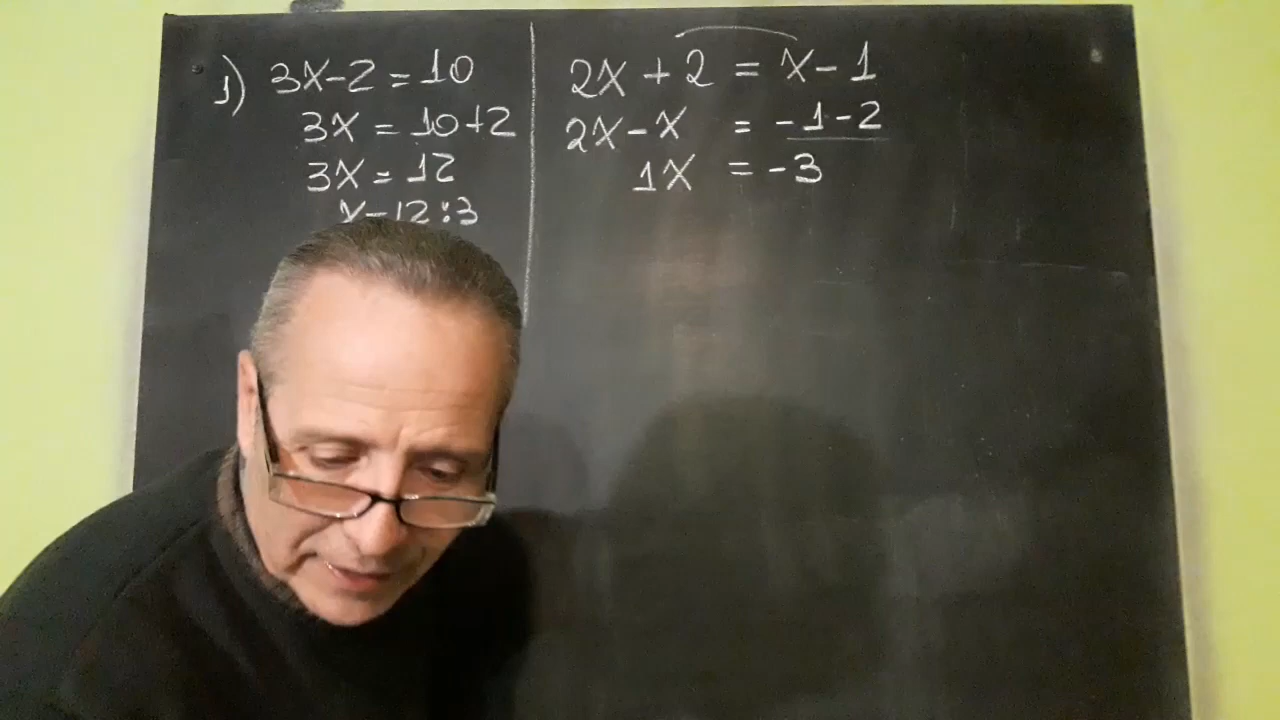 1) 3x-2=10
3x=10+2
3x=12
x=12:3
2x+2=x-1
2x-x=-1-2
1x=-3